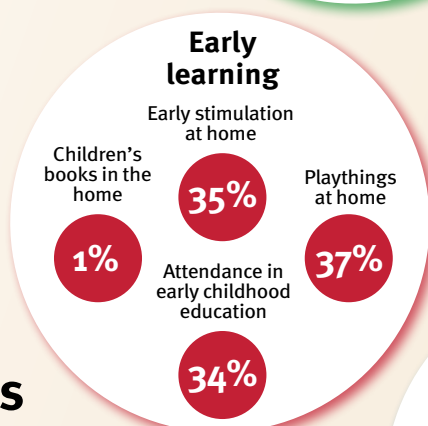 Early
learning
Early stimulation
at home
35%
Children's
books in the
home
1%
Playthings
at home
37%
Attendance in
early childhood
education
34%
s